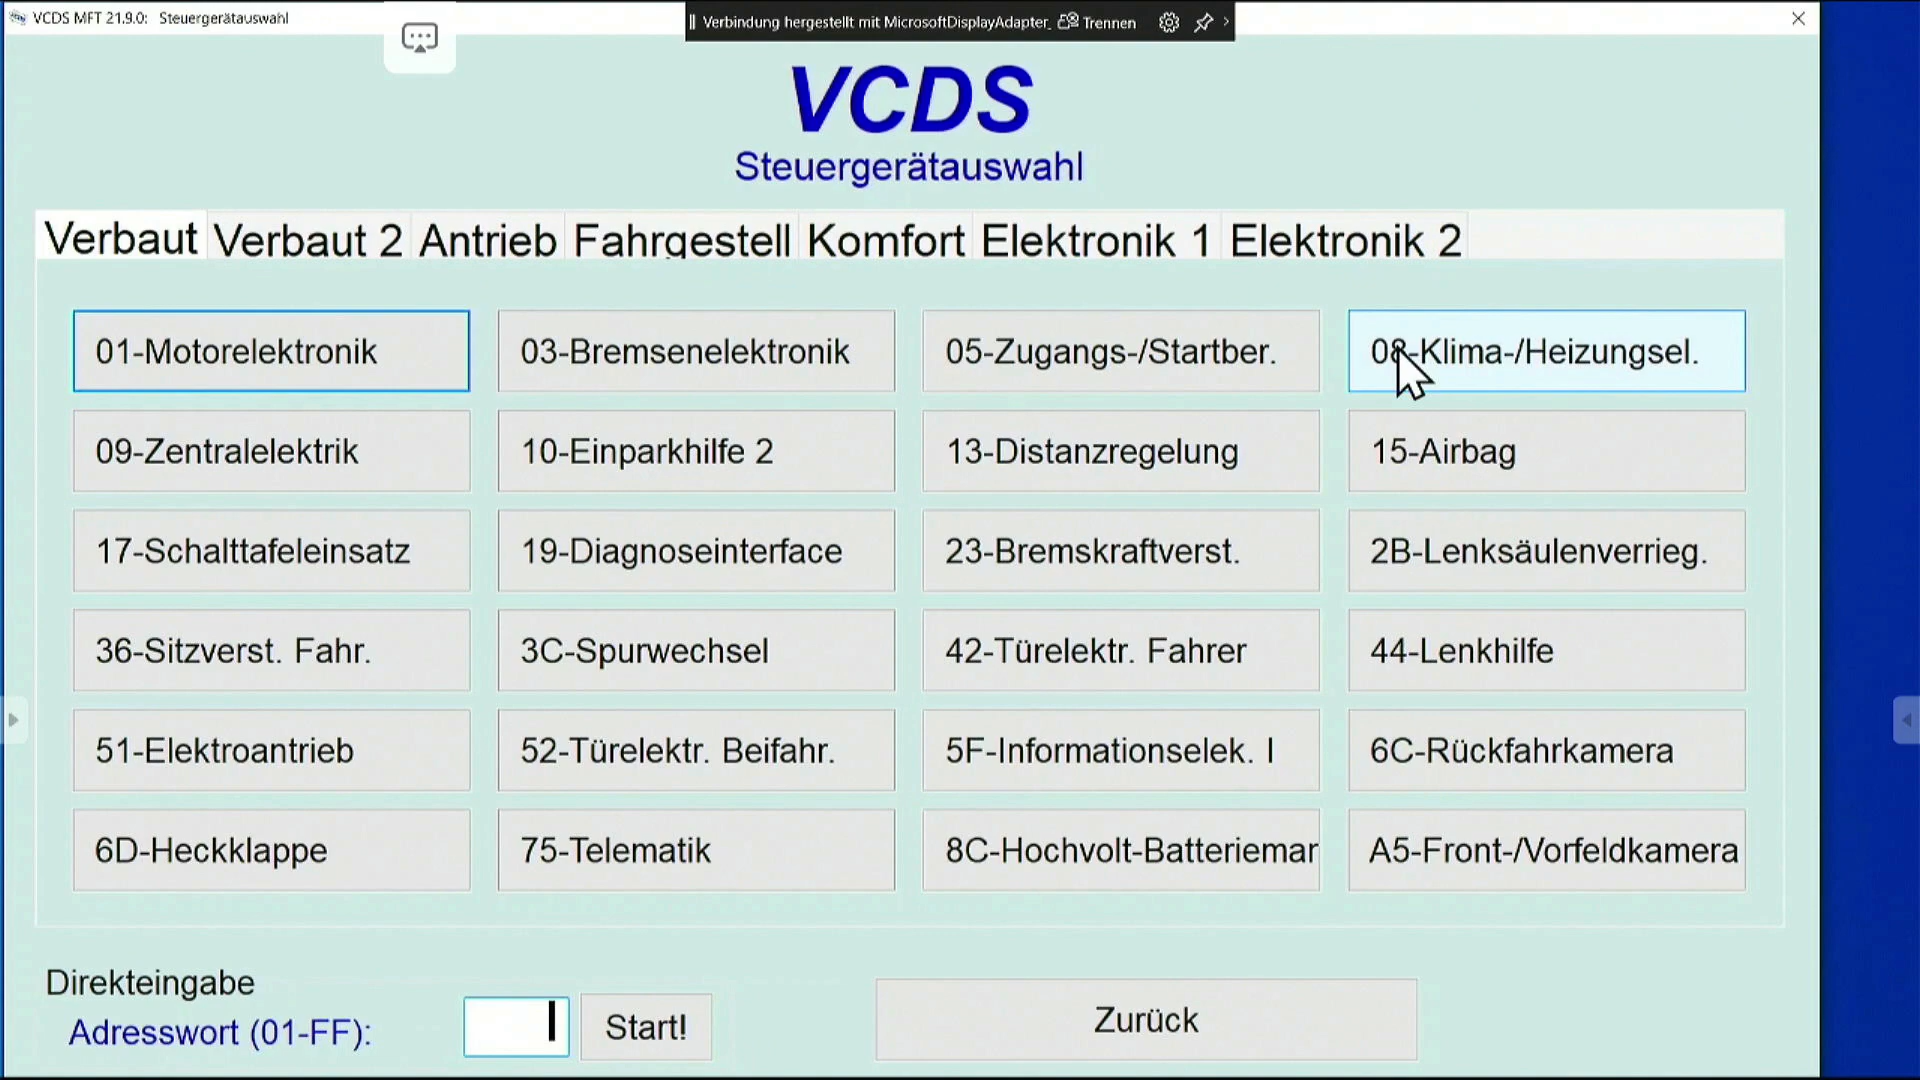 VCDS MFT 21.9.0: Steuergerätauswahl
Verbindung hergestellt mit MicrosoftDisplayAdapter_ Trennen
VCDS
Steuergerätauswahl
Verbaut Verbaut 2 Antrieb Fahrgestell Komfort Elektronik 1 Elektronik 2
01-Motorelektronik 03-Bremsenelektronik 05-Zugangs-/Startber. 08-Klima-/Heizungsel.
09-Zentralelektrik 10-Einparkhilfe 2 13-Distanzregelung 15-Airbag
17-Schalttafeleinsatz 19-Diagnoseinterface 23-Bremskraftverst. 2B-Lenksäulenverrieg.
36-Sitzverst. Fahr. 3C-Spurwechsel 42-Türelektr. Fahrer 44-Lenkhilfe
51-Elektroantrieb 52-Türelektr. Beifahr. 5F-Informationselek. I 6C-Rückfahrkamera
6D-Heckklappe 75-Telematik 8C-Hochvolt-Batteriemar A5-Front-/Vorfeldkamera
Direkteingabe
Adresswort (01-FF): Start! Zurück